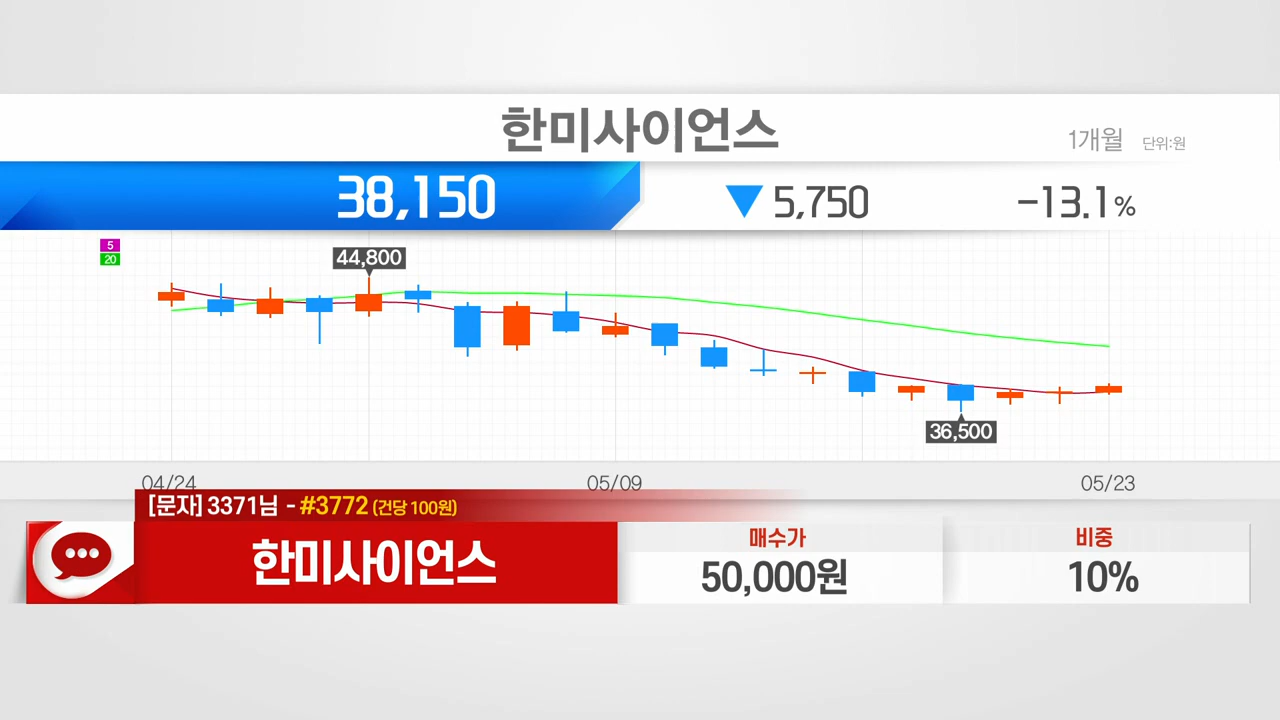 한미사이언스
1개월 단위:원
38,150 ▼ 5,750 -13.1%
5
20
44,800
36,500
04/24 05/09 05/23
[문자] 3371님 - #3772 (건당 100원)
한미사이언스
매수가
50,000원
비중
10%